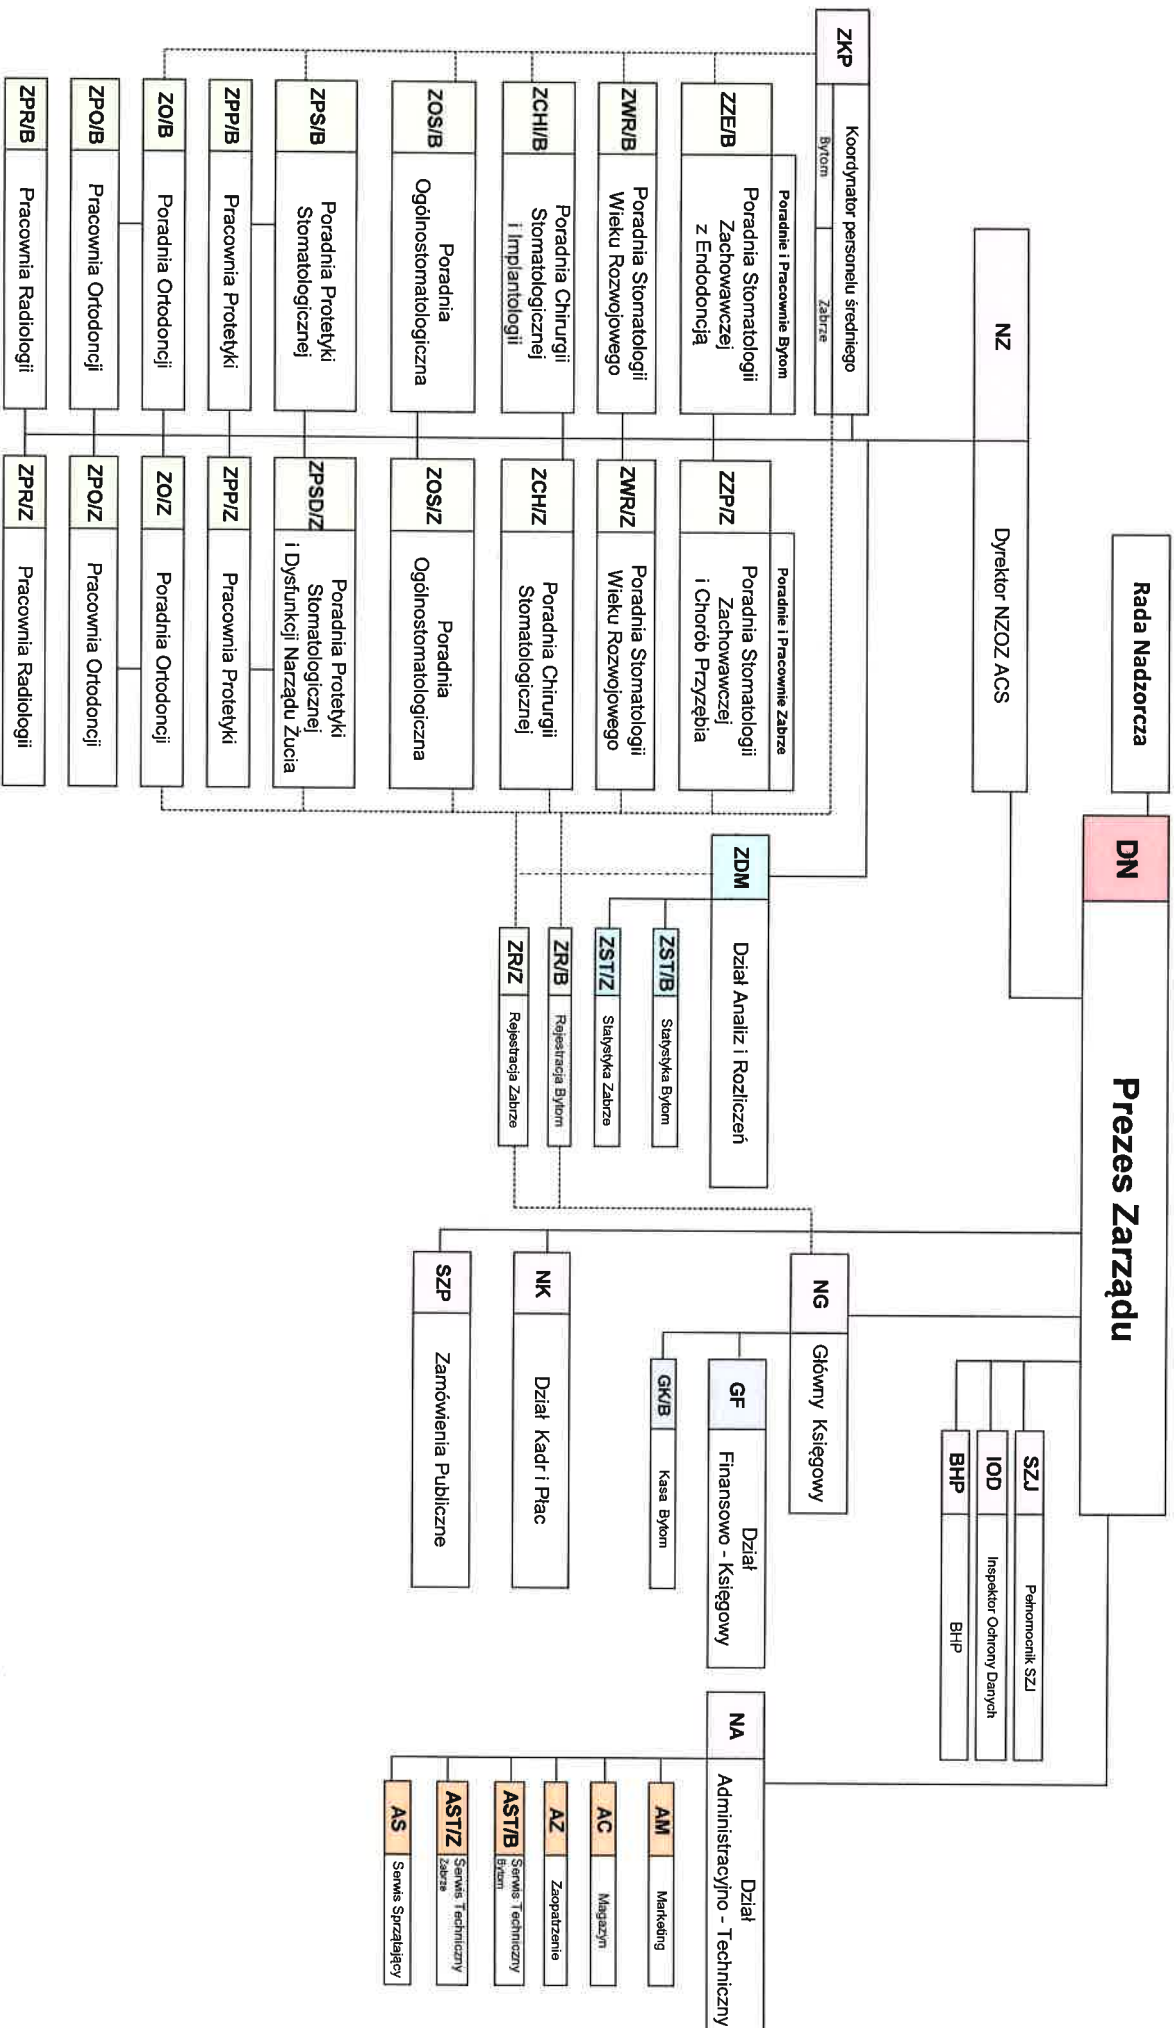 Rada Nadzorcza
DN
Prezes Zarządu
SZJ
Pełnomocnik SZJ
IOD
Inspektor Ochrony Danych
BHP
BHP
NZ
Dyrektor NZOZ ACS
ZKP
Koordynator personelu średniego
Bytom
Zabrze
NG
Główny Księgowy
Poradnie i Pracownie Bytom
ZZE/B
Poradnia Stomatologii
Zachowawczej
z Endodoncją
ZWR/B
Poradnia Stomatologii
Wieku Rozwojowego
ZCHI/B
Poradnia Chirurgii
Stomatologicznej
i Implantologii
ZOS/B
Poradnia
Ogólnostomatologiczna
ZPS/B
Poradnia Protetyki
Stomatologicznej
ZPP/B
Pracownia Protetyki
ZO/B
Poradnia Ortodoncji
ZPO/B
Pracownia Ortodoncji
ZPR/B
Pracownia Radiologii
Poradnie i Pracownie Zabrze
ZZP/Z
Poradnia Stomatologii
Zachowawczej
i Chorób Przyzębia
ZWR/Z
Poradnia Stomatologii
Wieku Rozwojowego
ZCH/Z
Poradnia Chirurgii
Stomatologicznej
ZOS/Z
Poradnia
Ogólnostomatologiczna
ZPSD/Z
Poradnia Protetyki
Stomatologicznej
i Dysfunkcji Narządu Żucia
ZPP/Z
Pracownia Protetyki
ZO/Z
Poradnia Ortodoncji
ZPO/Z
Pracownia Ortodoncji
ZPR/Z
Pracownia Radiologii
ZDM
Dział Analiz i Rozliczeń
ZST/B
Statystyka Bytom
ZST/Z
Statystyka Zabrze
ZR/B
Rejestracja Bytom
ZR/Z
Rejestracja Zabrze
GF
Dział
Finansowo - Księgowy
GK/B
Kasa Bytom
NK
Dział Kadr i Płac
SZP
Zamówienia Publiczne
NA
Dział
Administracyjno - Techniczny
AM
Marketing
AC
Magazyn
AZ
Zaopatrzenie
AST/B
Serwis Techniczny
Bytom
AST/Z
Serwis Techniczny
Zabrze
AS
Serwis Sprzątający